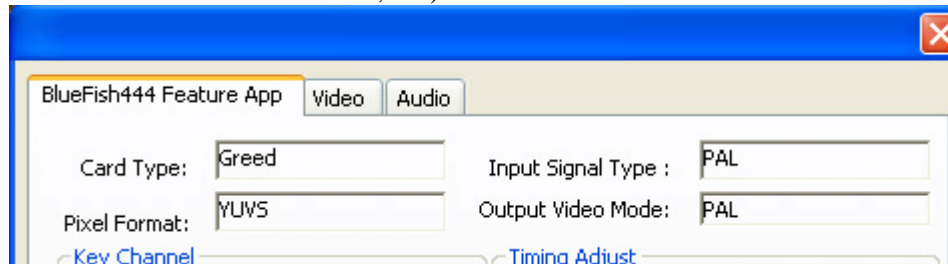 BlueFish444 Feature App Video Audio
Card Type: Greed Input Signal Type : PAL
Pixel Format: YUVS Output Video Mode: PAL
Key Channel Timing Adjust